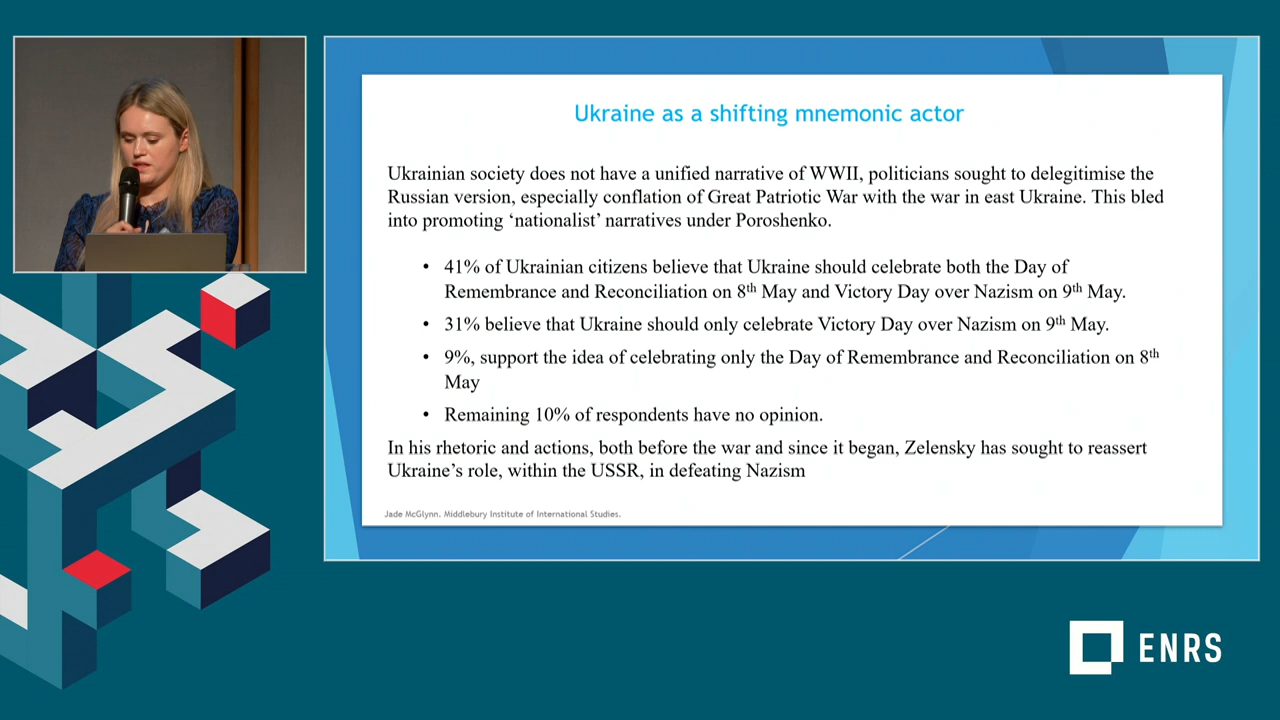 Ukraine as a shifting mnemonic actor
Ukrainian society does not have a unified narrative of WWII, politicians sought to delegitimise the
Russian version, especially conflation of Great Patriotic War with the war in east Ukraine. This bled
into promoting ‘nationalist’ narratives under Poroshenko.
• 41% of Ukrainian citizens believe that Ukraine should celebrate both the Day of
Remembrance and Reconciliation on 8th May and Victory Day over Nazism on 9th May.
• 31% believe that Ukraine should only celebrate Victory Day over Nazism on 9th May.
• 9%, support the idea of celebrating only the Day of Remembrance and Reconciliation on 8th
May
• Remaining 10% of respondents have no opinion.
In his rhetoric and actions, both before the war and since it began, Zelensky has sought to reassert
Ukraine’s role, within the USSR, in defeating Nazism
Jade McGlynn. Middlebury Institute of International Studies.
ENRS